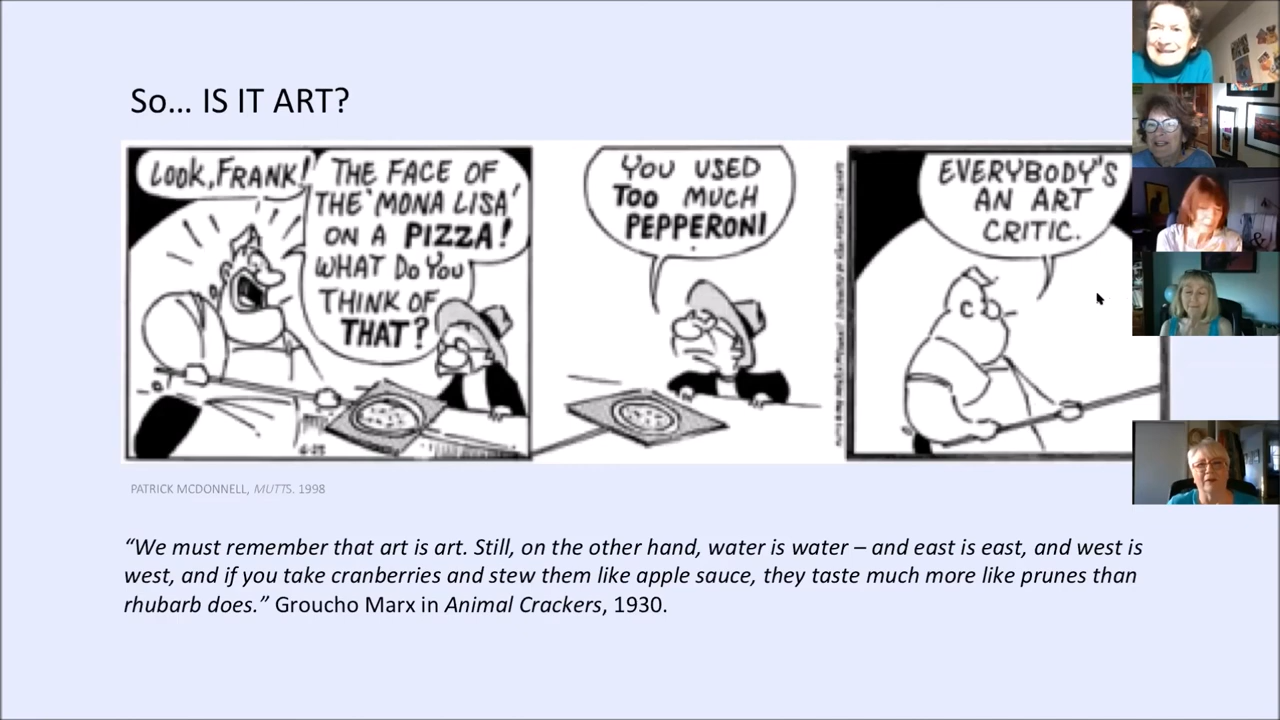 So... IS IT ART?
LOOK, FRANK!
THE FACE OF
THE 'MONA LISA'
ON A PIZZA!
WHAT DO YOU
THINK OF
THAT?
6-25
YOU USED
TOO MUCH
PEPPERONI
EVERYBODY'S
AN ART
CRITIC.
PATRICK MCDONNELL, MUTTS. 1998
“We must remember that art is art. Still, on the other hand, water is water – and east is east, and west is
west, and if you take cranberries and stew them like apple sauce, they taste much more like prunes than
rhubarb does.” Groucho Marx in Animal Crackers, 1930.